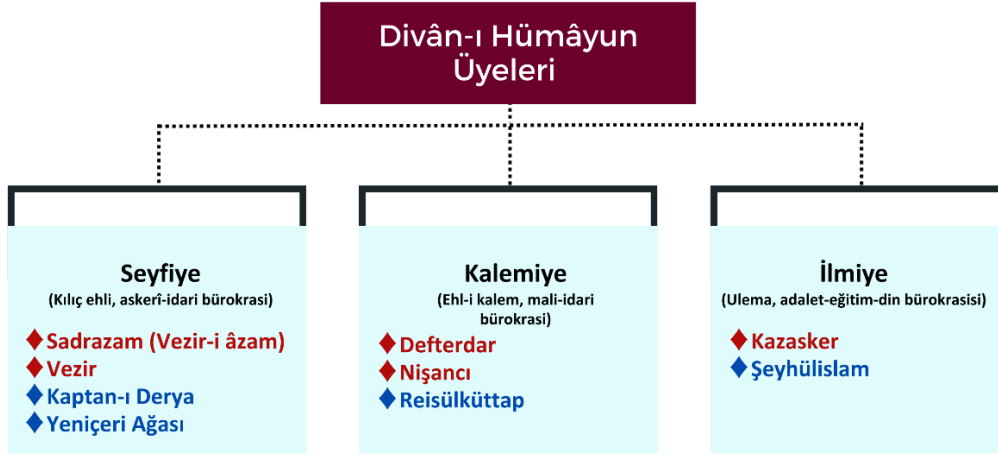 Divân-ı Hümâyun
Üyeleri
Seyfiye
(Kılıç ehli, askerî-idari bürokrasi)
Sadrazam (Vezir-i âzam)
Vezir
Kaptan-ı Derya
Yeniçeri Ağası
Kalemiye
(Ehl-i kalem, mali-idari
bürokrasi)
Defterdar
Nişancı
Reisülküttap
İlmiye
(Ulema, adalet-eğitim-din bürokrasisi)
Kazasker
Şeyhülislam